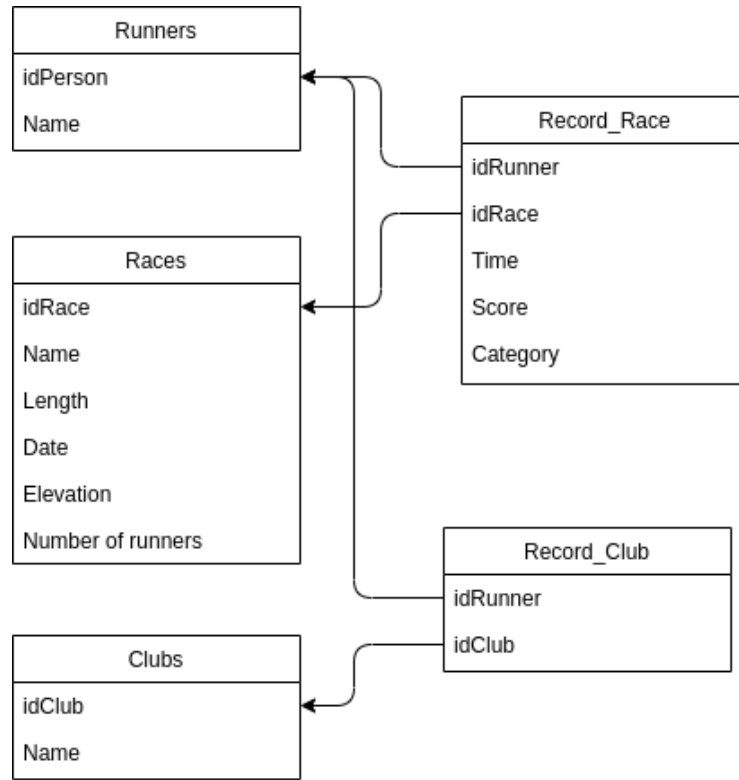 Runners
idPerson
Name
Record_Race
idRunner
idRace
Time
Score
Category
Races
idRace
Name
Length
Date
Elevation
Number of runners
Record_Club
idRunner
idClub
Clubs
idClub
Name